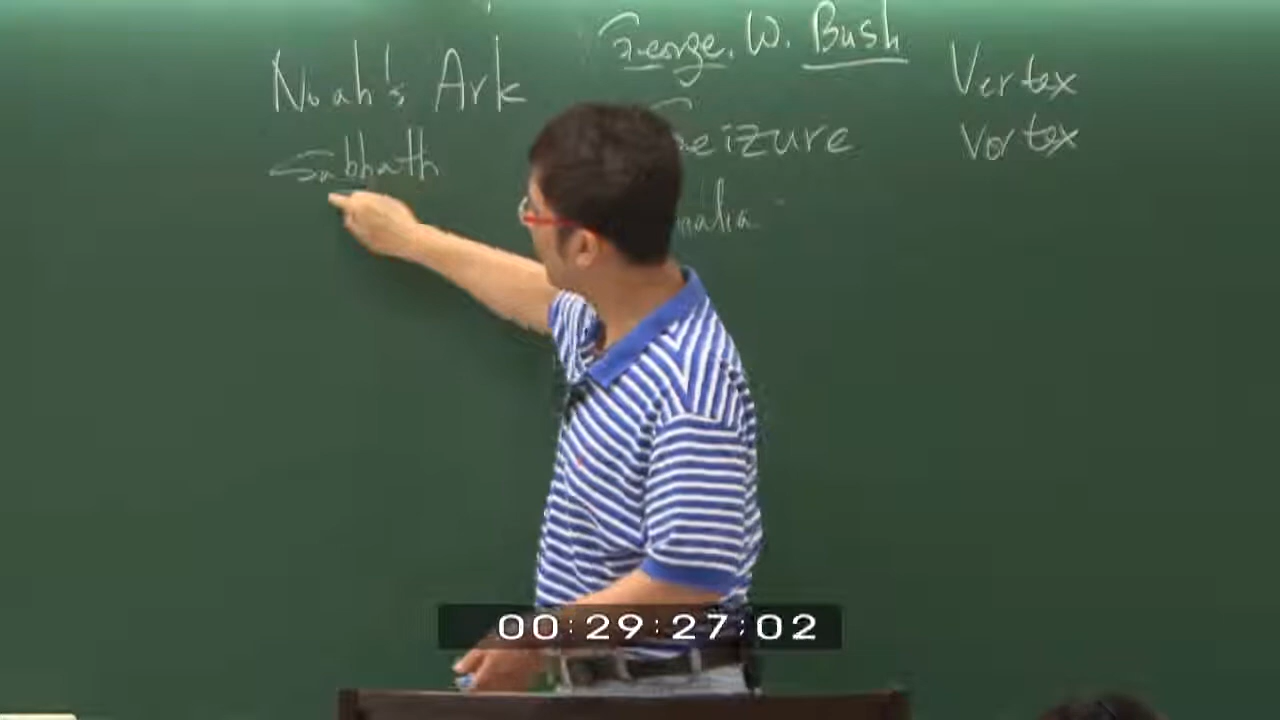 Noah's Ark
Sabbath
George. W. Bush
Seizure
Vertex
Vortex
00:29:27:02